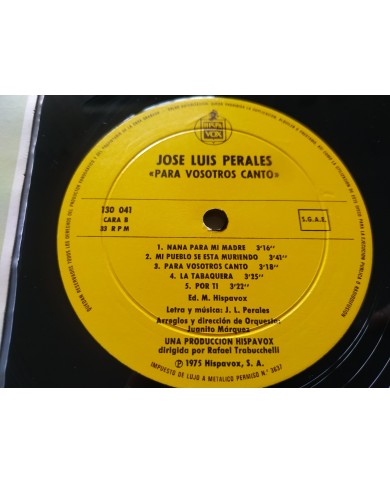 HISPA
VOX
JOSE LUIS PERALES
«PARA VOSOTROS CANTO»
130 041
CARA B
33 RPM
S.G.A.E.
1. NANA PARA MI MADRE 3'16''
2. MI PUEBLO SE ESTA MURIENDO 3'41''
3. PARA VOSOTROS CANTO 3'18''
4. LA TABAQUERA 3'25''
5. POR TI 3'22''
Ed. M. Hispavox
Letra y música: J. L. Perales
Arreglos y dirección de Orquesta:
Juanito Márquez
UNA PRODUCCION HISPAVOX
dirigida por Rafael Trabucchelli
Ⓟ 1975 Hispavox, S. A.
IMPUESTO DE LUJO A METALICO PERMISO N.º 3637